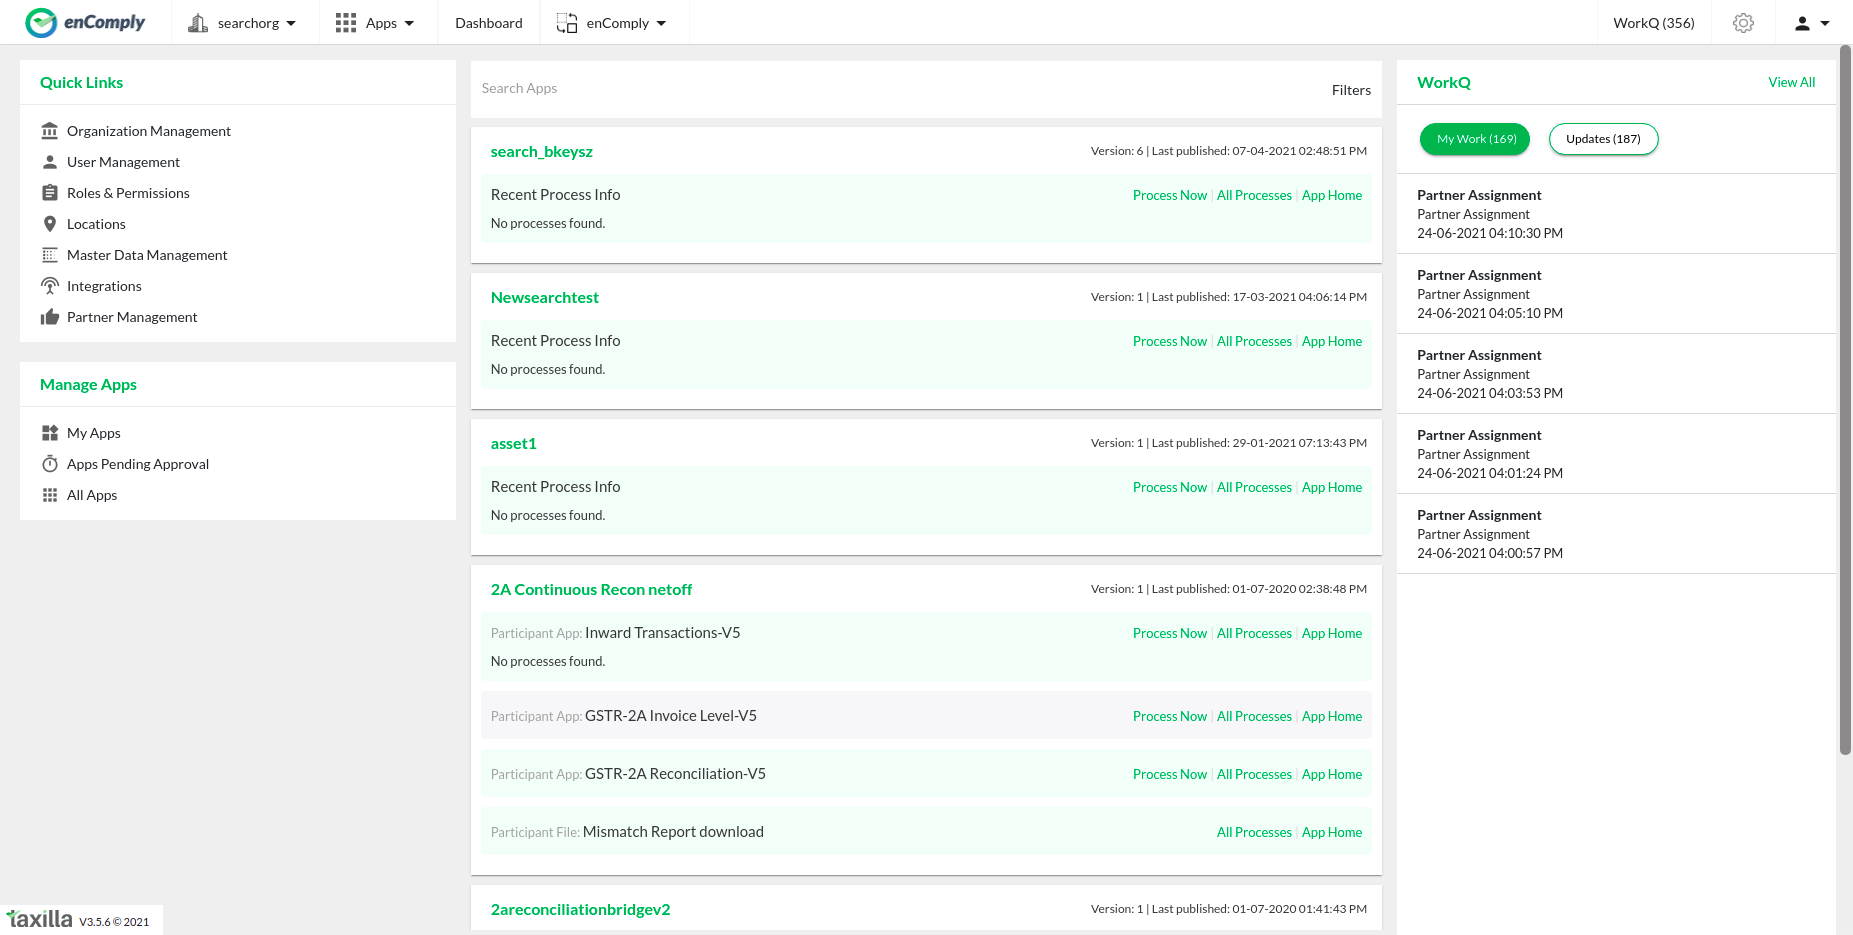 enComply
searchorg
Apps
Dashboard
enComply
WorkQ (356)
Quick Links
Organization Management
User Management
Roles & Permissions
Locations
Master Data Management
Integrations
Partner Management
Manage Apps
My Apps
Apps Pending Approval
All Apps
Search Apps
Filters
search_bkeysz
Version: 6 | Last published: 07-04-2021 02:48:51 PM
Recent Process Info
Process Now | All Processes | App Home
No processes found.
Newsearchtest
Version: 1 | Last published: 17-03-2021 04:06:14 PM
Recent Process Info
Process Now | All Processes | App Home
No processes found.
asset1
Version: 1 | Last published: 29-01-2021 07:13:43 PM
Recent Process Info
Process Now | All Processes | App Home
No processes found.
2A Continuous Recon netoff
Version: 1 | Last published: 01-07-2020 02:38:48 PM
Participant App: Inward Transactions-V5
Process Now | All Processes | App Home
No processes found.
Participant App: GSTR-2A Invoice Level-V5
Process Now | All Processes | App Home
Participant App: GSTR-2A Reconciliation-V5
Process Now | All Processes | App Home
Participant File: Mismatch Report download
All Processes | App Home
2areconciliationbridgev2
Version: 1 | Last published: 01-07-2020 01:41:43 PM
WorkQ
View All
My Work (169)
Updates (187)
Partner Assignment
Partner Assignment
24-06-2021 04:10:30 PM
Partner Assignment
Partner Assignment
24-06-2021 04:05:10 PM
Partner Assignment
Partner Assignment
24-06-2021 04:03:53 PM
Partner Assignment
Partner Assignment
24-06-2021 04:01:24 PM
Partner Assignment
Partner Assignment
24-06-2021 04:00:57 PM
taxilla V3.5.6 © 2021